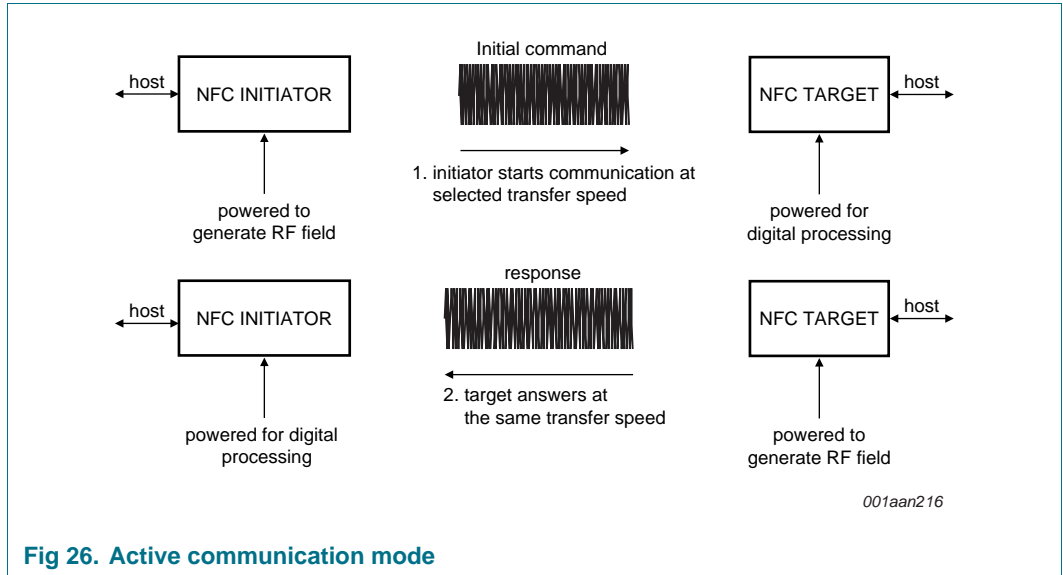 Initial command
host
NFC INITIATOR
NFC TARGET
host
1. initiator starts communication at
selected transfer speed
powered to
generate RF field
powered for
digital processing
response
host
NFC INITIATOR
NFC TARGET
host
2. target answers at
the same transfer speed
powered for digital
processing
powered to
generate RF field
001aan216
Fig 26. Active communication mode